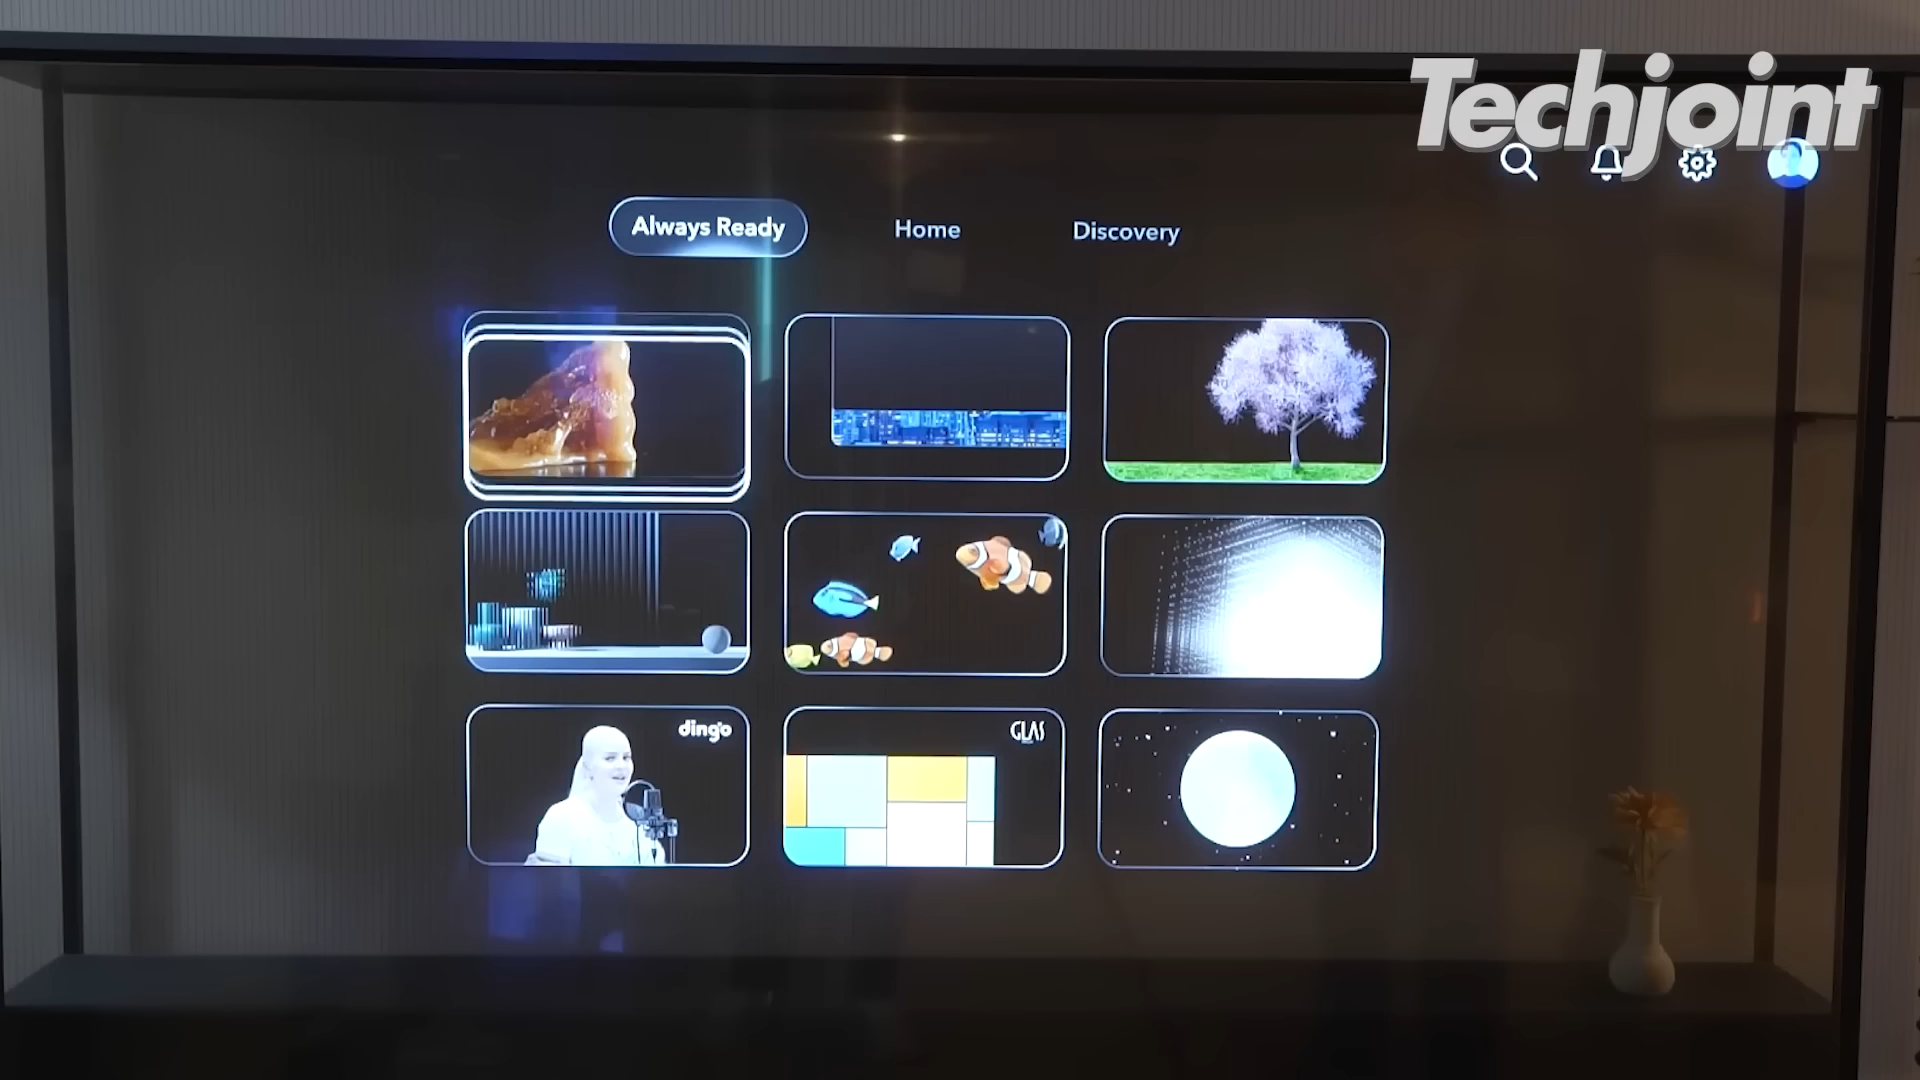 Techjoint
Always Ready
Home
Discovery
dingo
GLAS